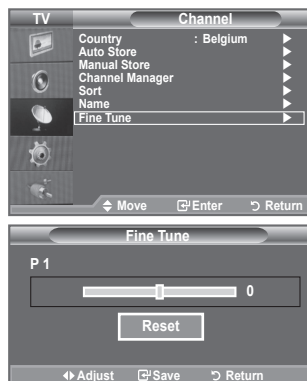 TV Channel
Country : Belgium
Auto Store
Manual Store
Channel Manager
Sort
Name
Fine Tune
Move Enter Return
Fine Tune
P 1
0
Reset
Adjust Save Return